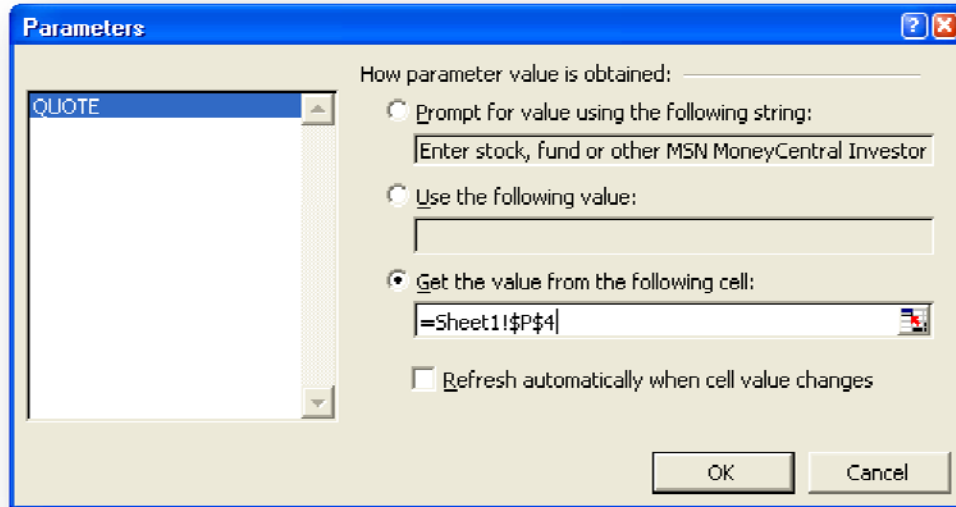 Parameters
QUOTE
How parameter value is obtained:
Prompt for value using the following string:
Enter stock, fund or other MSN MoneyCentral Investor
Use the following value:
Get the value from the following cell:
=Sheet1!$P$4
Refresh automatically when cell value changes
OK
Cancel